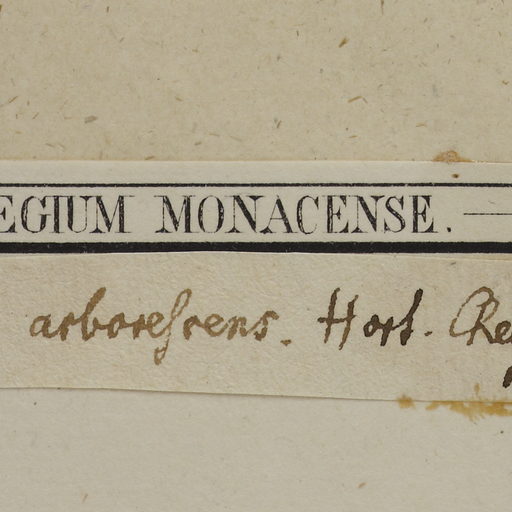 EGIUM MONACENSE. —
arborescens. Hort.